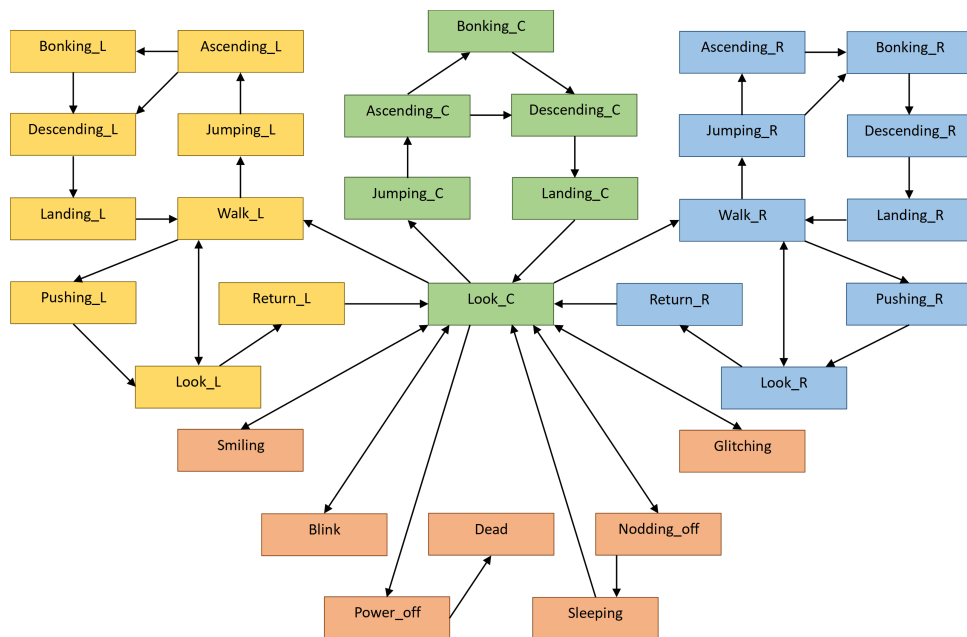 Bonking_C
Bonking_L
Ascending_L
Ascending_R
Bonking_R
Ascending_C
Descending_C
Descending_L
Jumping_L
Jumping_R
Descending_R
Jumping_C
Landing_C
Landing_L
Walk_L
Walk_R
Landing_R
Pushing_L
Return_L
Look_C
Return_R
Pushing_R
Look_L
Look_R
Smiling
Glitching
Blink
Dead
Nodding_off
Power_off
Sleeping